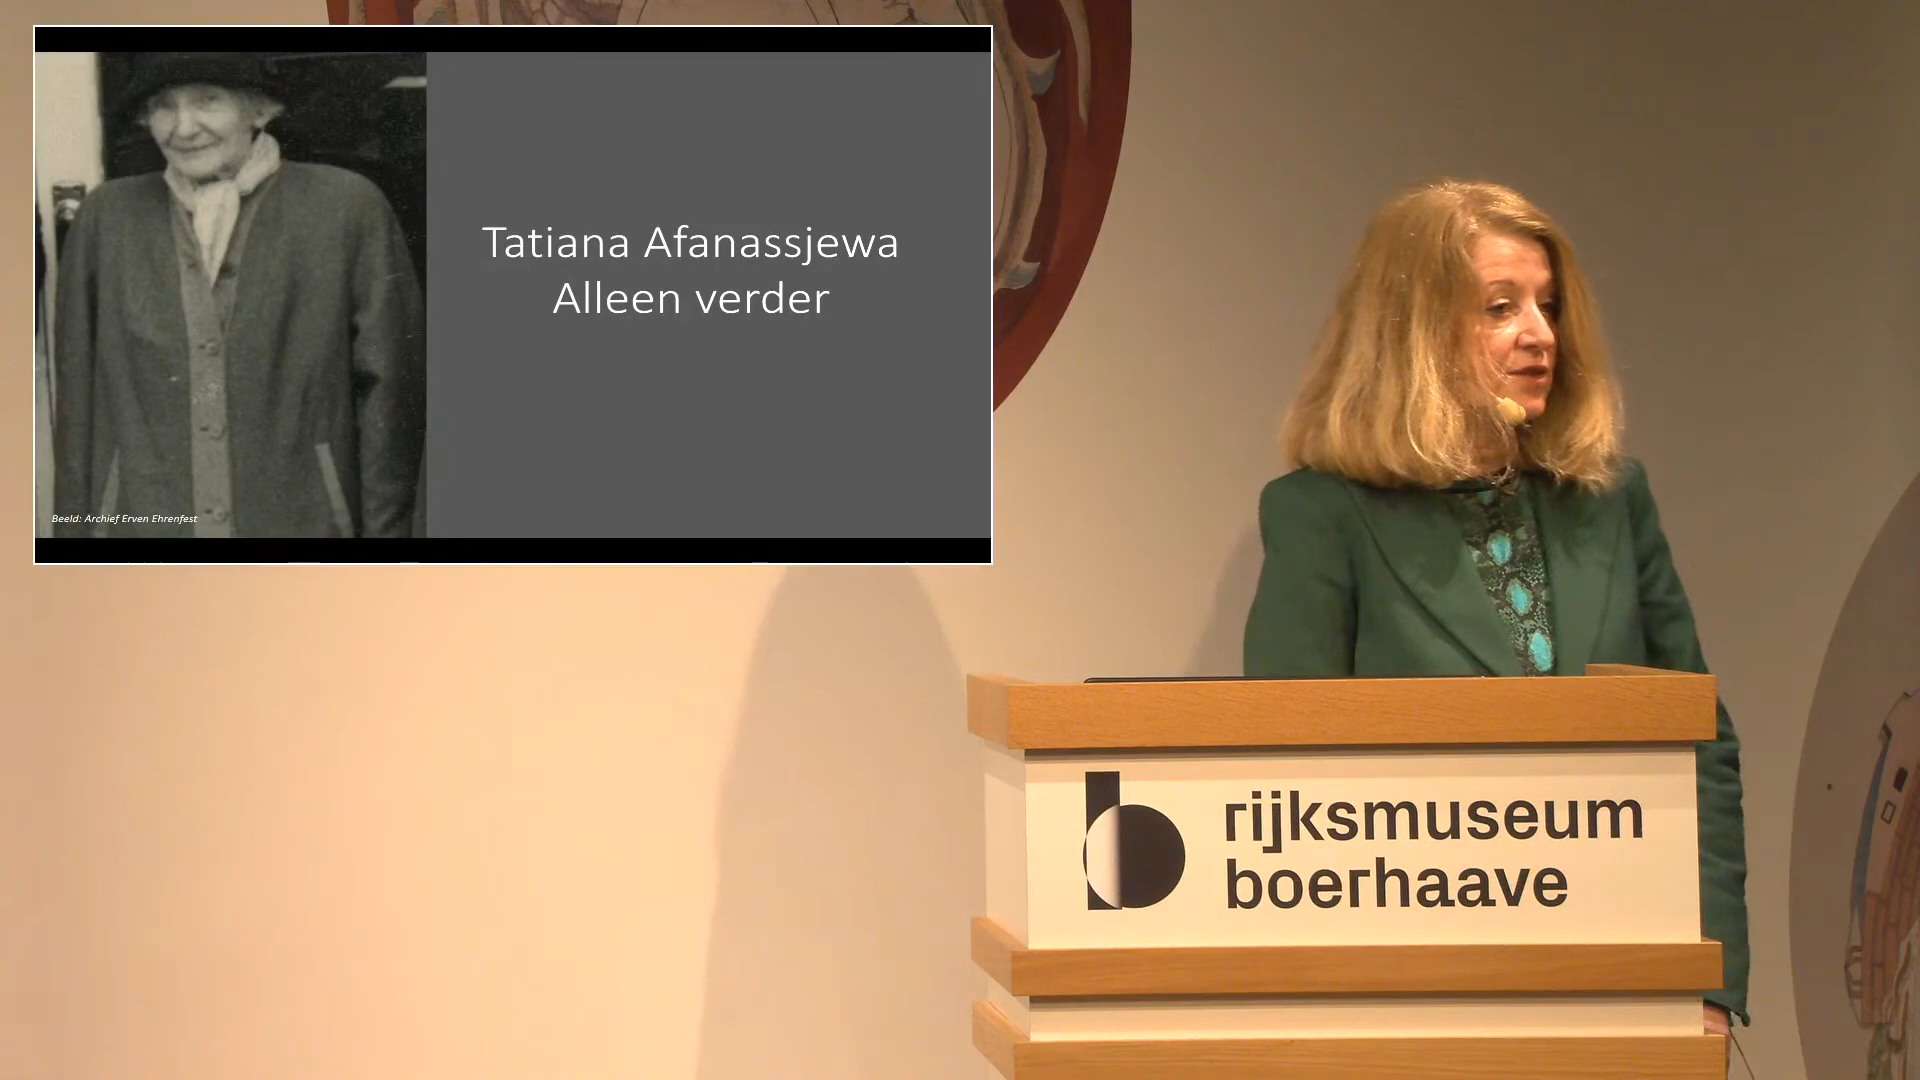 Tatiana Afanassjewa
Alleen verder
Beeld: Archief Erven Ehrenfest
rijksmuseum
boerhaave